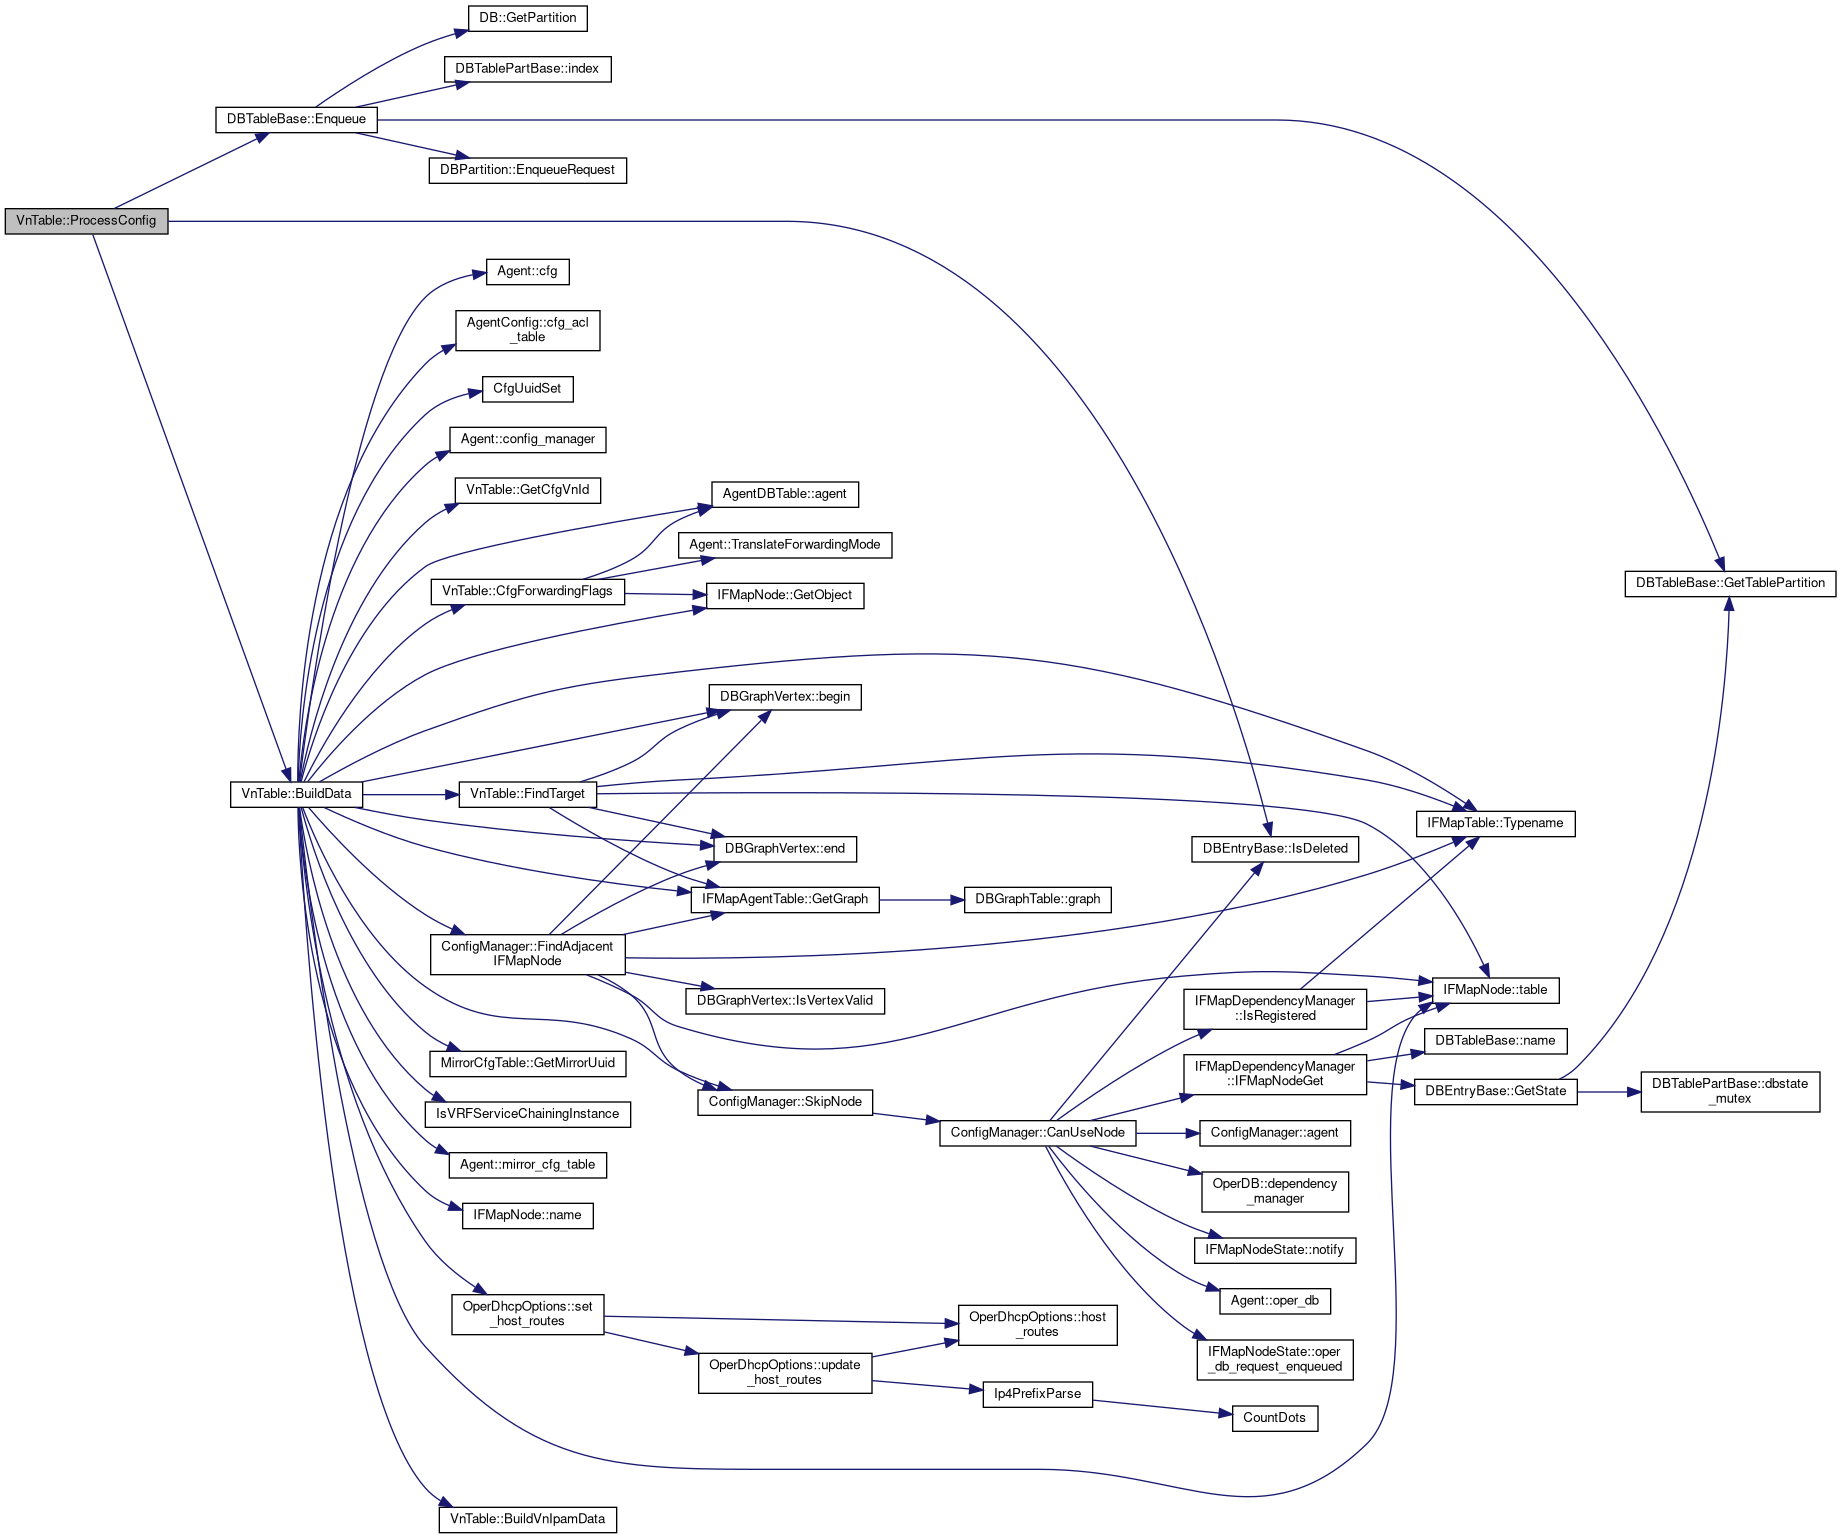 DB::GetPartition
DBTablePartBase::index
DBTableBase::Enqueue
DBPartition::EnqueueRequest
VnTable::ProcessConfig
Agent::cfg
AgentConfig::cfg_acl
_table
CfgUuidSet
Agent::config_manager
VnTable::GetCfgVnId
AgentDBTable::agent
Agent::TranslateForwardingMode
VnTable::CfgForwardingFlags
IFMapNode::GetObject
DBTableBase::GetTablePartition
DBGraphVertex::begin
VnTable::BuildData
VnTable::FindTarget
IFMapTable::Typename
DBGraphVertex::end
DBEntryBase::IsDeleted
IFMapAgentTable::GetGraph
DBGraphTable::graph
ConfigManager::FindAdjacent
IFMapNode
DBGraphVertex::IsVertexValid
IFMapDependencyManager
::IsRegistered
IFMapNode::table
DBTableBase::name
MirrorCfgTable::GetMirrorUuid
IFMapDependencyManager
::IFMapNodeGet
DBEntryBase::GetState
DBTablePartBase::dbstate
_mutex
ConfigManager::SkipNode
IsVRFServiceChainingInstance
ConfigManager::CanUseNode
ConfigManager::agent
Agent::mirror_cfg_table
OperDB::dependency
_manager
IFMapNode::name
IFMapNodeState::notify
Agent::oper_db
OperDhcpOptions::set
_host_routes
OperDhcpOptions::host
_routes
IFMapNodeState::oper
_db_request_enqueued
OperDhcpOptions::update
_host_routes
Ip4PrefixParse
CountDots
VnTable::BuildVnIpamData